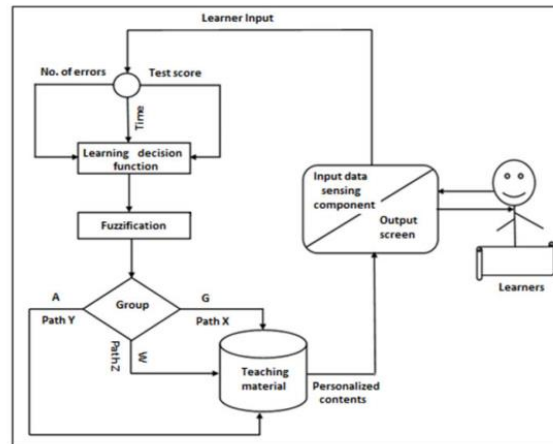 Learner Input
No. of errors
Test score
Time
Learning decision
function
Input data
sensing
component
Output
screen
Fuzzification
Learners
A
Group
G
Path Y
Path X
W
Path Z
Teaching
material
Personalized
contents